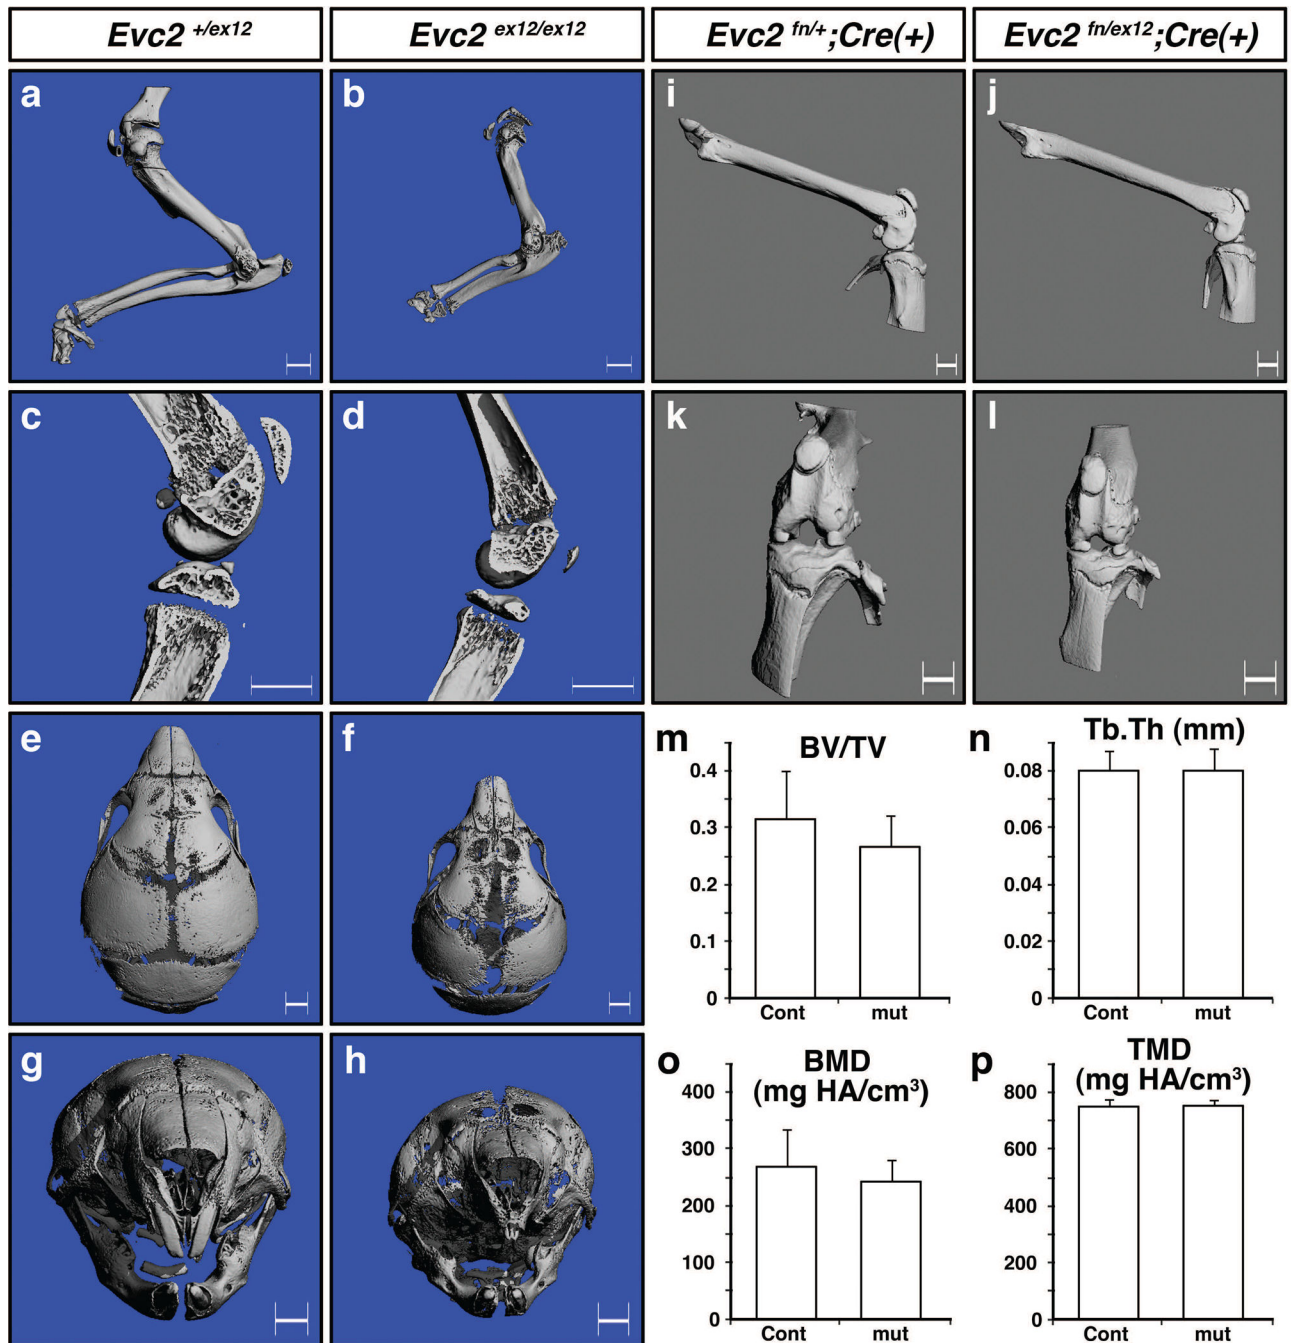 Evc2 +/ex12
Evc2 ex12/ex12
Evc2 fn/+;Cre(+)
Evc2 fn/ex12;Cre(+)
a
b
i
j
c
d
k
l
e
f
m
BV/TV
0.4
0.3
0.2
0.1
0
Cont
mut
n
Tb.Th (mm)
0.08
0.06
0.04
0.02
0
Cont
mut
g
h
o
BMD
(mg HA/cm³)
400
300
200
100
0
Cont
mut
p
TMD
(mg HA/cm³)
800
600
400
200
0
Cont
mut